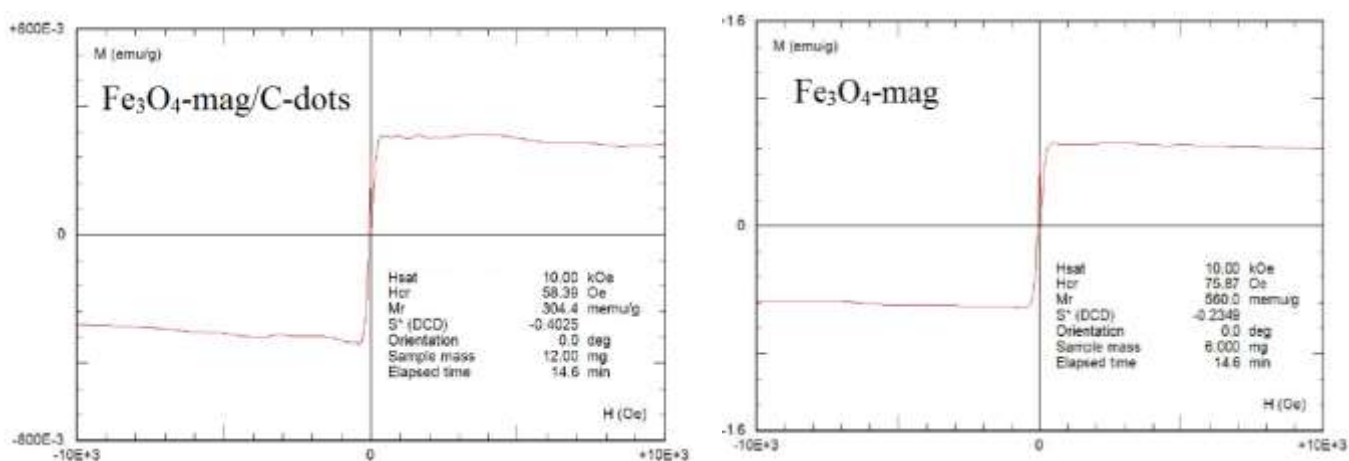 +800E-3
M (emu/g)
Fe₃O₄-mag/C-dots
0
Hsat 10.00 kOe
Hcr 58.39 Oe
Mr 304.4 memu/g
S* (DCD) -0.4025
Orientation 0.0 deg
Sample mass 12.00 mg
Elapsed time 14.6 min
H (Oe)
-800E-3
-10E+3 0 +10E+3
+1.6
M (emu/g)
Fe₃O₄-mag
0
Hsat 10.00 kOe
Hcr 75.87 Oe
Mr 560.0 memu/g
S* (DCD) -0.2349
Orientation 0.0 deg
Sample mass 6.000 mg
Elapsed time 14.6 min
H (Oe)
-1.6
-10E+3 0 +10E+3